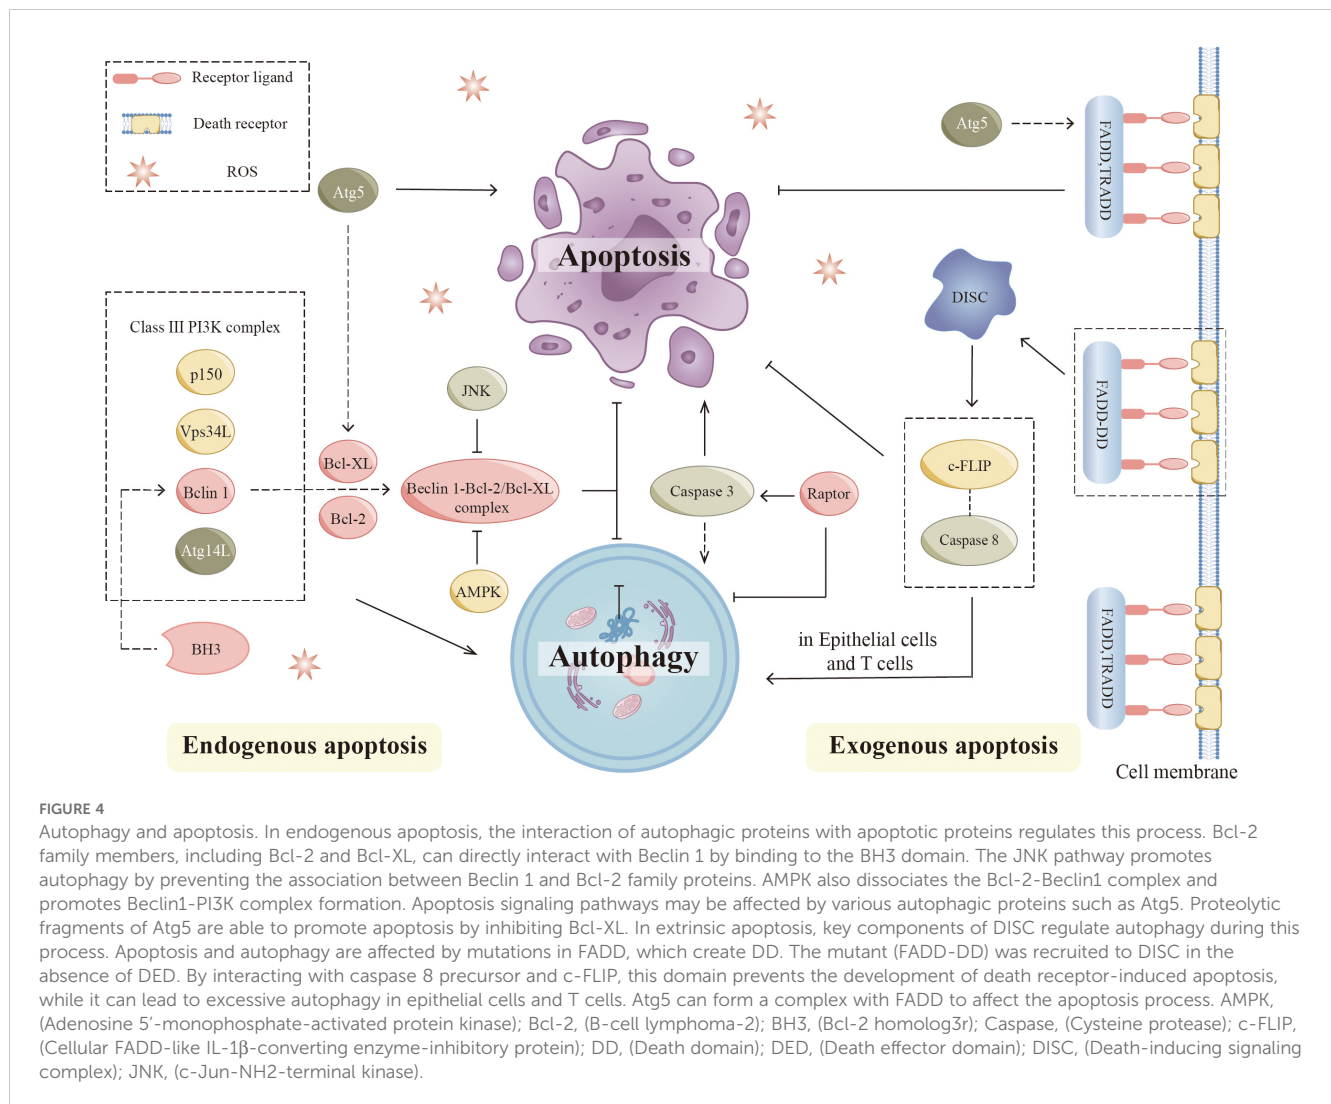 Receptor ligand
Death receptor
ROS
Atg5
Apoptosis
Atg5
FADD,TRADD
DISC
Class III PI3K complex
p150
Vps34L
Bclin 1
Atg14L
BH3
Bcl-XL
Bcl-2
JNK
Beclin 1-Bcl-2/Bcl-XL
complex
AMPK
Caspase 3
Raptor
c-FLIP
Caspase 8
FADD-DD
in Epithelial cells
and T cells
Autophagy
FADD,TRADD
Endogenous apoptosis
Exogenous apoptosis
Cell membrane
FIGURE 4
Autophagy and apoptosis. In endogenous apoptosis, the interaction of autophagic proteins with apoptotic proteins regulates this process. Bcl-2
family members, including Bcl-2 and Bcl-XL, can directly interact with Beclin 1 by binding to the BH3 domain. The JNK pathway promotes
autophagy by preventing the association between Beclin 1 and Bcl-2 family proteins. AMPK also dissociates the Bcl-2-Beclin1 complex and
promotes Beclin1-PI3K complex formation. Apoptosis signaling pathways may be affected by various autophagic proteins such as Atg5. Proteolytic
fragments of Atg5 are able to promote apoptosis by inhibiting Bcl-XL. In extrinsic apoptosis, key components of DISC regulate autophagy during this
process. Apoptosis and autophagy are affected by mutations in FADD, which create DD. The mutant (FADD-DD) was recruited to DISC in the
absence of DED. By interacting with caspase 8 precursor and c-FLIP, this domain prevents the development of death receptor-induced apoptosis,
while it can lead to excessive autophagy in epithelial cells and T cells. Atg5 can form a complex with FADD to affect the apoptosis process. AMPK,
(Adenosine 5′-monophosphate-activated protein kinase); Bcl-2, (B-cell lymphoma-2); BH3, (Bcl-2 homolog3r); Caspase, (Cysteine protease); c-FLIP,
(Cellular FADD-like IL-1β-converting enzyme-inhibitory protein); DD, (Death domain); DED, (Death effector domain); DISC, (Death-inducing signaling
complex); JNK, (c-Jun-NH2-terminal kinase).